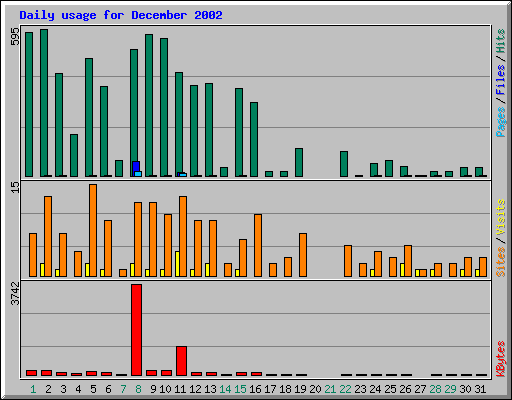 Daily usage for December 2002
595
Pages / Files / Hits
15
Sites / Visits
3742
KBytes
1 2 3 4 5 6 7 8 9 10 11 12 13 14 15 16 17 18 19 20 21 22 23 24 25 26 27 28 29 30 31